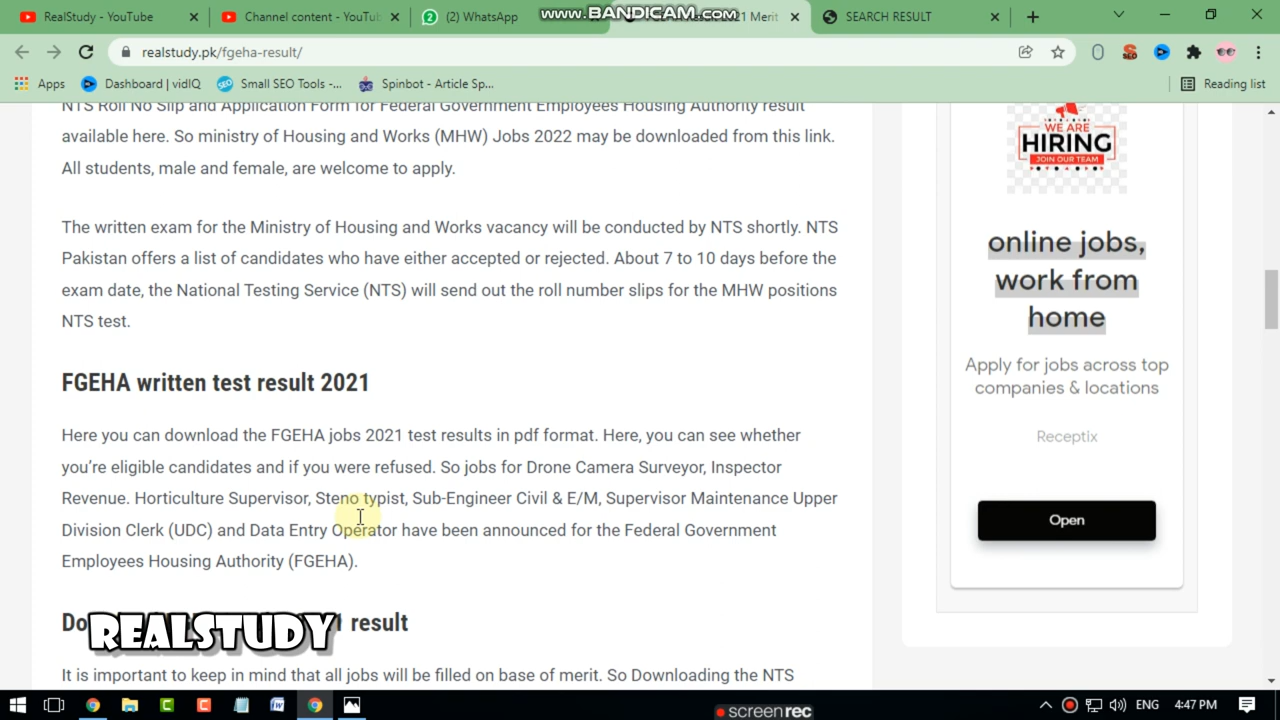 RealStudy - YouTube
Channel content - YouTu
(2) WhatsApp
21 Merit
SEARCH RESULT
www.BANDICAM.com
realstudy.pk/fgeha-result/
Apps
Dashboard | vidIQ
Small SEO Tools -...
Spinbot - Article Sp...
Reading list
NTS Roll No Slip and Application Form for Federal Government Employees Housing Authority result
available here. So ministry of Housing and Works (MHW) Jobs 2022 may be downloaded from this link.
All students, male and female, are welcome to apply.
The written exam for the Ministry of Housing and Works vacancy will be conducted by NTS shortly. NTS
Pakistan offers a list of candidates who have either accepted or rejected. About 7 to 10 days before the
exam date, the National Testing Service (NTS) will send out the roll number slips for the MHW positions
NTS test.
FGEHA written test result 2021
Here you can download the FGEHA jobs 2021 test results in pdf format. Here, you can see whether
you’re eligible candidates and if you were refused. So jobs for Drone Camera Surveyor, Inspector
Revenue. Horticulture Supervisor, Steno typist, Sub-Engineer Civil & E/M, Supervisor Maintenance Upper
Division Clerk (UDC) and Data Entry Operator have been announced for the Federal Government
Employees Housing Authority (FGEHA).
result
REALSTUDY
It is important to keep in mind that all jobs will be filled on base of merit. So Downloading the NTS
WE ARE
HIRING
JOIN OUR TEAM
online jobs,
work from
home
Apply for jobs across top
companies & locations
Receptix
Open
screenrec
ENG
4:47 PM